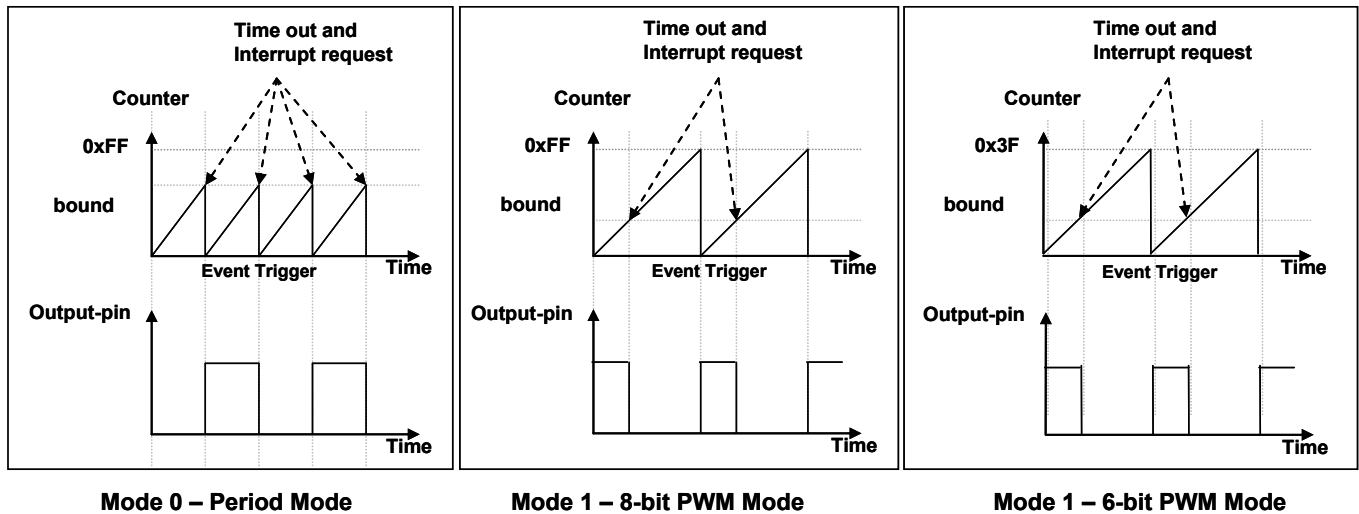 Time out and
Interrupt request
Counter
0xFF
bound
Time
Event Trigger
Output-pin
Time
Mode 0 – Period Mode
Time out and
Interrupt request
Counter
0xFF
bound
Time
Event Trigger
Output-pin
Time
Mode 1 – 8-bit PWM Mode
Time out and
Interrupt request
Counter
0x3F
bound
Time
Event Trigger
Output-pin
Time
Mode 1 – 6-bit PWM Mode